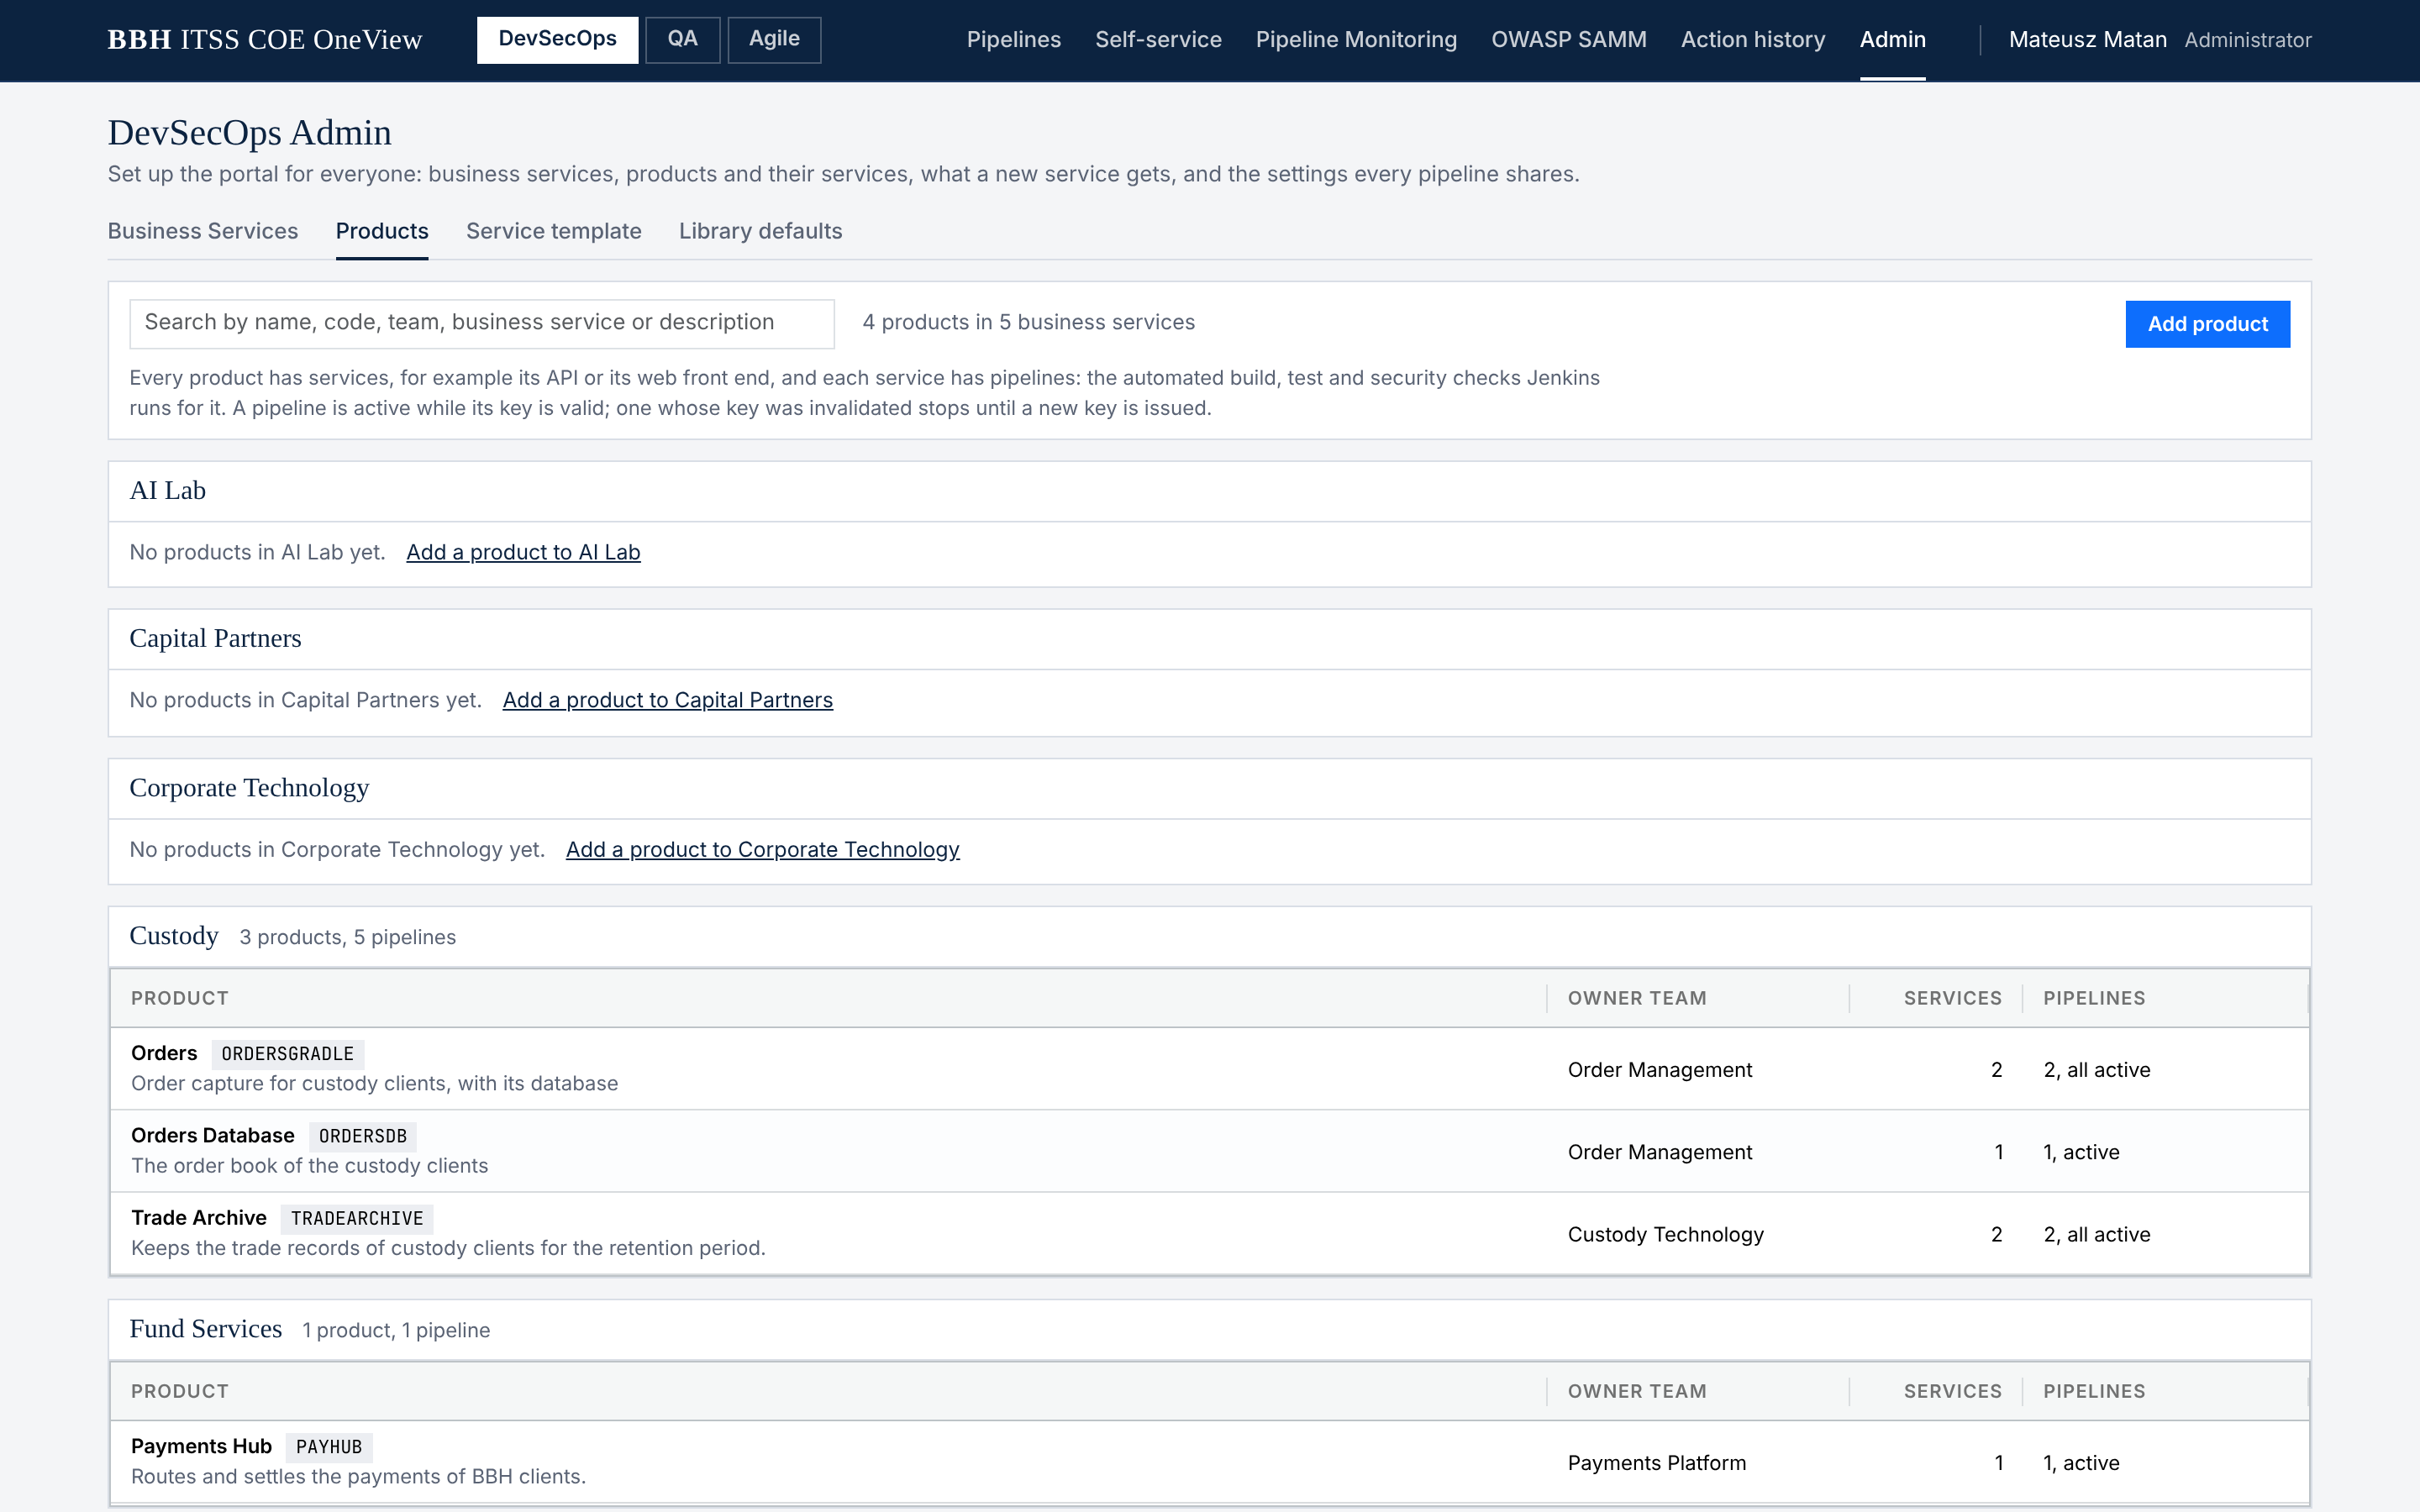 BBH ITSS COE OneView DevSecOps QA Agile Pipelines Self-service Pipeline Monitoring OWASP SAMM Action history Admin Mateusz Matan Administrator
DevSecOps Admin
Set up the portal for everyone: business services, products and their services, what a new service gets, and the settings every pipeline shares.
Business Services Products Service template Library defaults
Search by name, code, team, business service or description 4 products in 5 business services Add product
Every product has services, for example its API or its web front end, and each service has pipelines: the automated build, test and security checks Jenkins
runs for it. A pipeline is active while its key is valid; one whose key was invalidated stops until a new key is issued.
AI Lab
No products in AI Lab yet. Add a product to AI Lab
Capital Partners
No products in Capital Partners yet. Add a product to Capital Partners
Corporate Technology
No products in Corporate Technology yet. Add a product to Corporate Technology
Custody 3 products, 5 pipelines
PRODUCT OWNER TEAM SERVICES PIPELINES
Orders ORDERSGRADLE
Order capture for custody clients, with its database
Order Management 2 2, all active
Orders Database ORDERSDB
The order book of the custody clients
Order Management 1 1, active
Trade Archive TRADEARCHIVE
Keeps the trade records of custody clients for the retention period.
Custody Technology 2 2, all active
Fund Services 1 product, 1 pipeline
PRODUCT OWNER TEAM SERVICES PIPELINES
Payments Hub PAYHUB
Routes and settles the payments of BBH clients.
Payments Platform 1 1, active